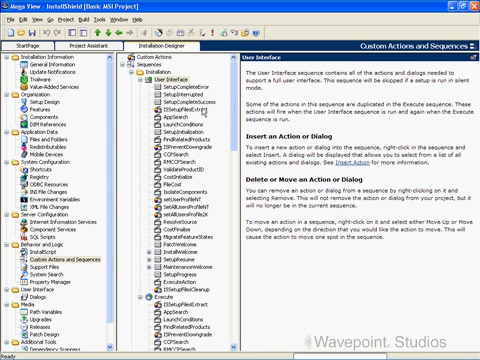 Mega View - InstallShield [Basic MSI Project]
File Edit Go Project Build Tools Window Help
StartPage Project Assistant Installation Designer Custom Actions and Sequences
Installation Information
General Information
Update Notifications
Trialware
Value-Added Services
Organization
Setup Design
Features
Components
DIM References
Application Data
Files and Folders
Redistributables
Mobile Devices
System Configuration
Shortcuts
Registry
ODBC Resources
INI File Changes
Environment Variables
XML File Changes
Server Configuration
Internet Information Services
Component Services
SQL Scripts
Behavior and Logic
InstallScript
Custom Actions and Sequences
Support Files
System Search
Property Manager
User Interface
Dialogs
Media
Path Variables
Upgrades
Releases
Patch Design
Additional Tools
Custom Actions
Sequences
Installation
User Interface
SetupCompleteError
SetupInterrupted
SetupCompleteSuccess
ISSetupFilesExtract
AppSearch
LaunchConditions
SetupInitialization
FindRelatedProducts
ISPreventDowngrade
CCPSearch
RMCCPSearch
ValidateProductID
CostInitialize
FileCost
IsolateComponents
setUserProfileNT
SetAllUsersProfileNT
setAllUserProfile2K
ResolveSource
CostFinalize
MigrateFeatureStates
PatchWelcome
InstallWelcome
SetupResume
MaintenanceWelcome
SetupProgress
ExecuteAction
ISSetupFilesCleanup
Execute
ISSetupFilesExtract
AppSearch
LaunchConditions
FindRelatedProducts
ISPreventDowngrade
CCPSearch
User Interface
The User Interface sequence contains all of the actions and dialogs needed to
support a full user interface. This sequence will be skipped if a setup is run in silent
mode.
Some of the actions in this sequence are duplicated in the Execute sequence. These
actions will fire when the User Interface sequence is run and again when the Execute
sequence is run.
Insert an Action or Dialog
To insert a new action or dialog into the sequence, right-click in the sequence and
select Insert. A dialog will be displayed that allows you to select from a list of all
existing actions and dialogs. See Insert Action for more information.
Delete or Move an Action or Dialog
You can remove an action or dialog from a sequence by right-clicking on it and
selecting Remove. This will not remove the action or dialog from your project, but it
will no longer be in the current sequence.
To move an action in a sequence, right-click on it and select either Move Up or Move
Down, depending on the direction that you would like the action to move. This will
cause the action to move one spot in the sequence.
Wavepoint Studios